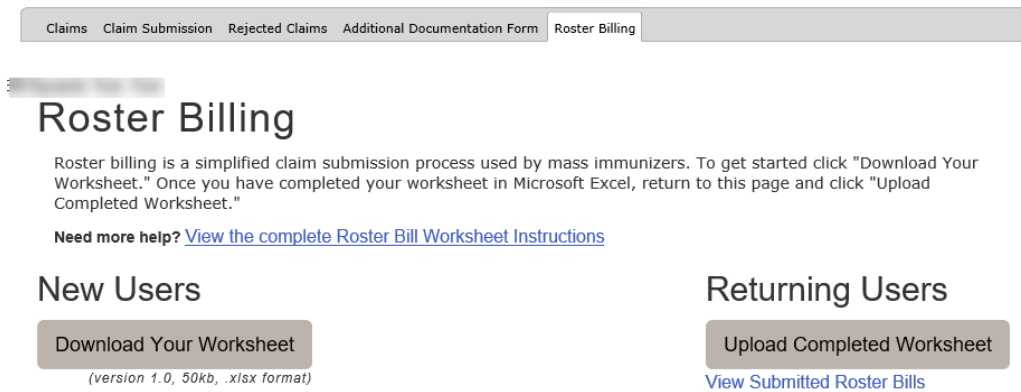 Claims Claim Submission Rejected Claims Additional Documentation Form Roster Billing
Roster Billing
Roster billing is a simplified claim submission process used by mass immunizers. To get started click "Download Your
Worksheet." Once you have completed your worksheet in Microsoft Excel, return to this page and click "Upload
Completed Worksheet."
Need more help? View the complete Roster Bill Worksheet Instructions
New Users
Returning Users
Download Your Worksheet
Upload Completed Worksheet
(version 1.0, 50kb, .xlsx format)
View Submitted Roster Bills